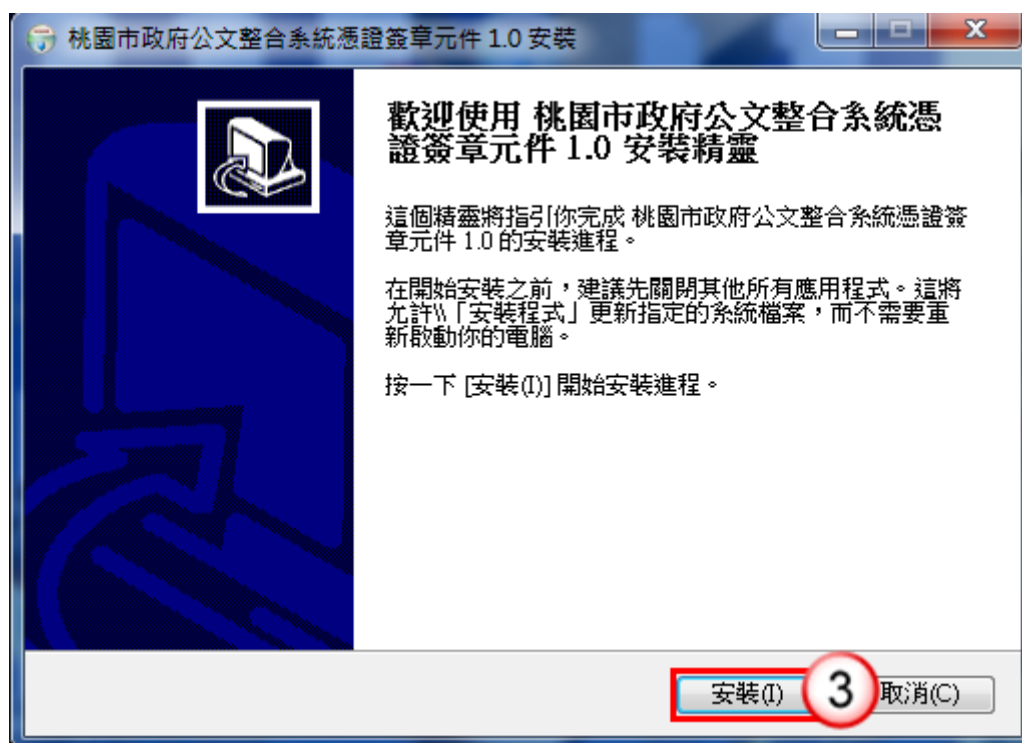 桃園市政府公文整合系統憑證簽章元件 1.0 安裝
歡迎使用 桃園市政府公文整合系統憑
證簽章元件 1.0 安裝精靈
這個精靈將指引你完成 桃園市政府公文整合系統憑證簽
章元件 1.0 的安裝進程。
在開始安裝之前，建議先關閉其他所有應用程式。這將
允許\\「安裝程式」更新指定的系統檔案，而不需要重
新啟動你的電腦。
按一下 [安裝(I)] 開始安裝進程。
安裝(I) 3 取消(C)